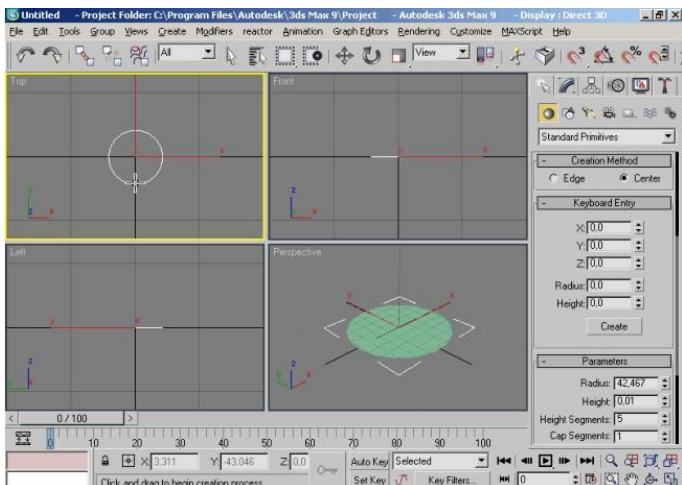 Untitled - Project Folder: C:\Program Files\Autodesk\3ds Max 9\Project - Autodesk 3ds Max 9 - Display : Direct 3D
File Edit Tools Group Views Create Modifiers reactor Animation Graph Editors Rendering Customize MAXScript Help
All View
Top Front
z x y x
y z
z x y x
Left Perspective
y x y x
z z
y x y x
Standard Primitives
- Creation Method
Edge Center
- Keyboard Entry
X: 0,0
Y: 0,0
Z: 0,0
Radius: 0,0
Height: 0,0
Create
- Parameters
Radius: 42,467
Height: 0,01
Height Segments: 5
Cap Segments: 1
< 0 / 100 >
0 10 20 30 40 50 60 70 80 90 100
X: 3,311 Y: -43,046 Z: 0,0 Auto Key Selected
Click and drag to begin creation process Set Key Key Filters... 0